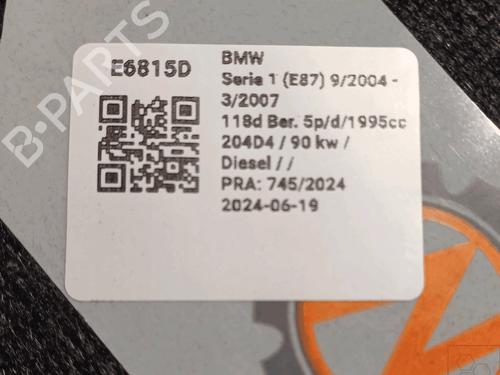 E6815D
BMW
Serie 1 (E87) 9/2004 -
3/2007
118d Ber. 5p/d/1995cc
204D4 / 90 kw /
Diesel / /
PRA: 745/2024
2024-06-19
B-PARTS